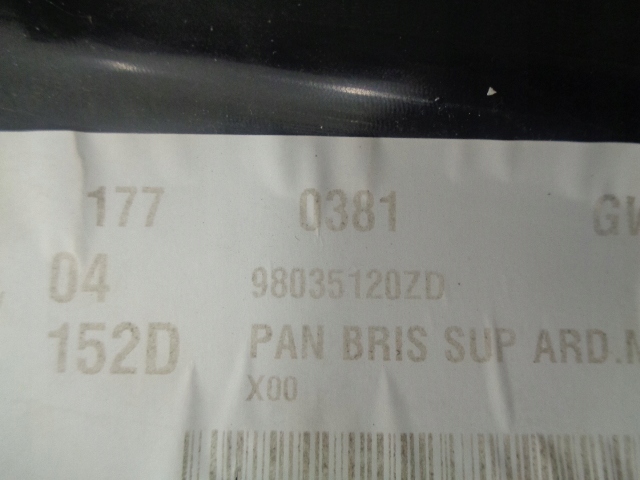 177 0381
04 98035120ZD
152D PAN BRIS SUP ARD.
X00